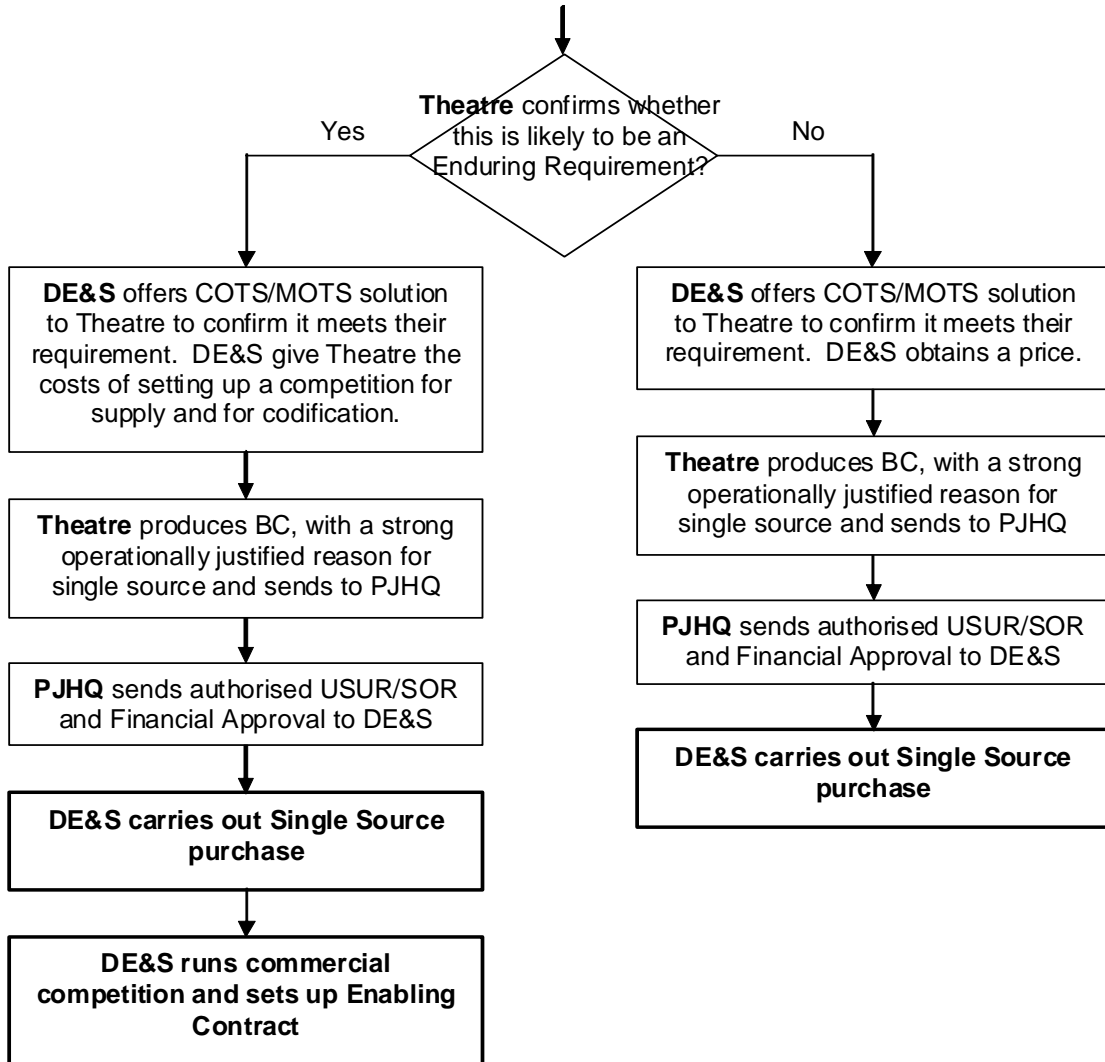 Theatre confirms whether
this is likely to be an
Enduring Requirement?
Yes
No
DE&S offers COTS/MOTS solution
to Theatre to confirm it meets their
requirement.  DE&S give Theatre the
costs of setting up a competition for
supply and for codification.
Theatre produces BC, with a strong
operationally justified reason for
single source and sends to PJHQ
PJHQ sends authorised USUR/SOR
and Financial Approval to DE&S
DE&S carries out Single Source
purchase
DE&S runs commercial
competition and sets up Enabling
Contract
DE&S offers COTS/MOTS solution
to Theatre to confirm it meets their
requirement.  DE&S obtains a price.
Theatre produces BC, with a strong
operationally justified reason for
single source and sends to PJHQ
PJHQ sends authorised USUR/SOR
and Financial Approval to DE&S
DE&S carries out Single Source
purchase